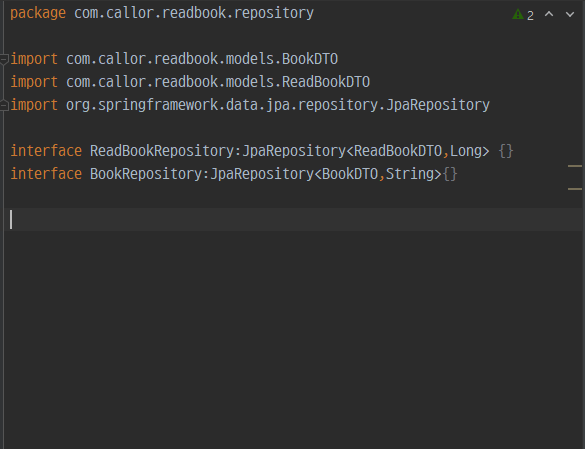 package com.callor.readbook.repository
2
import com.callor.readbook.models.BookDTO
import com.callor.readbook.models.ReadBookDTO
import org.springframework.data.jpa.repository.JpaRepository
interface ReadBookRepository:JpaRepository<ReadBookDTO,Long> {}
interface BookRepository:JpaRepository<BookDTO,String>{}